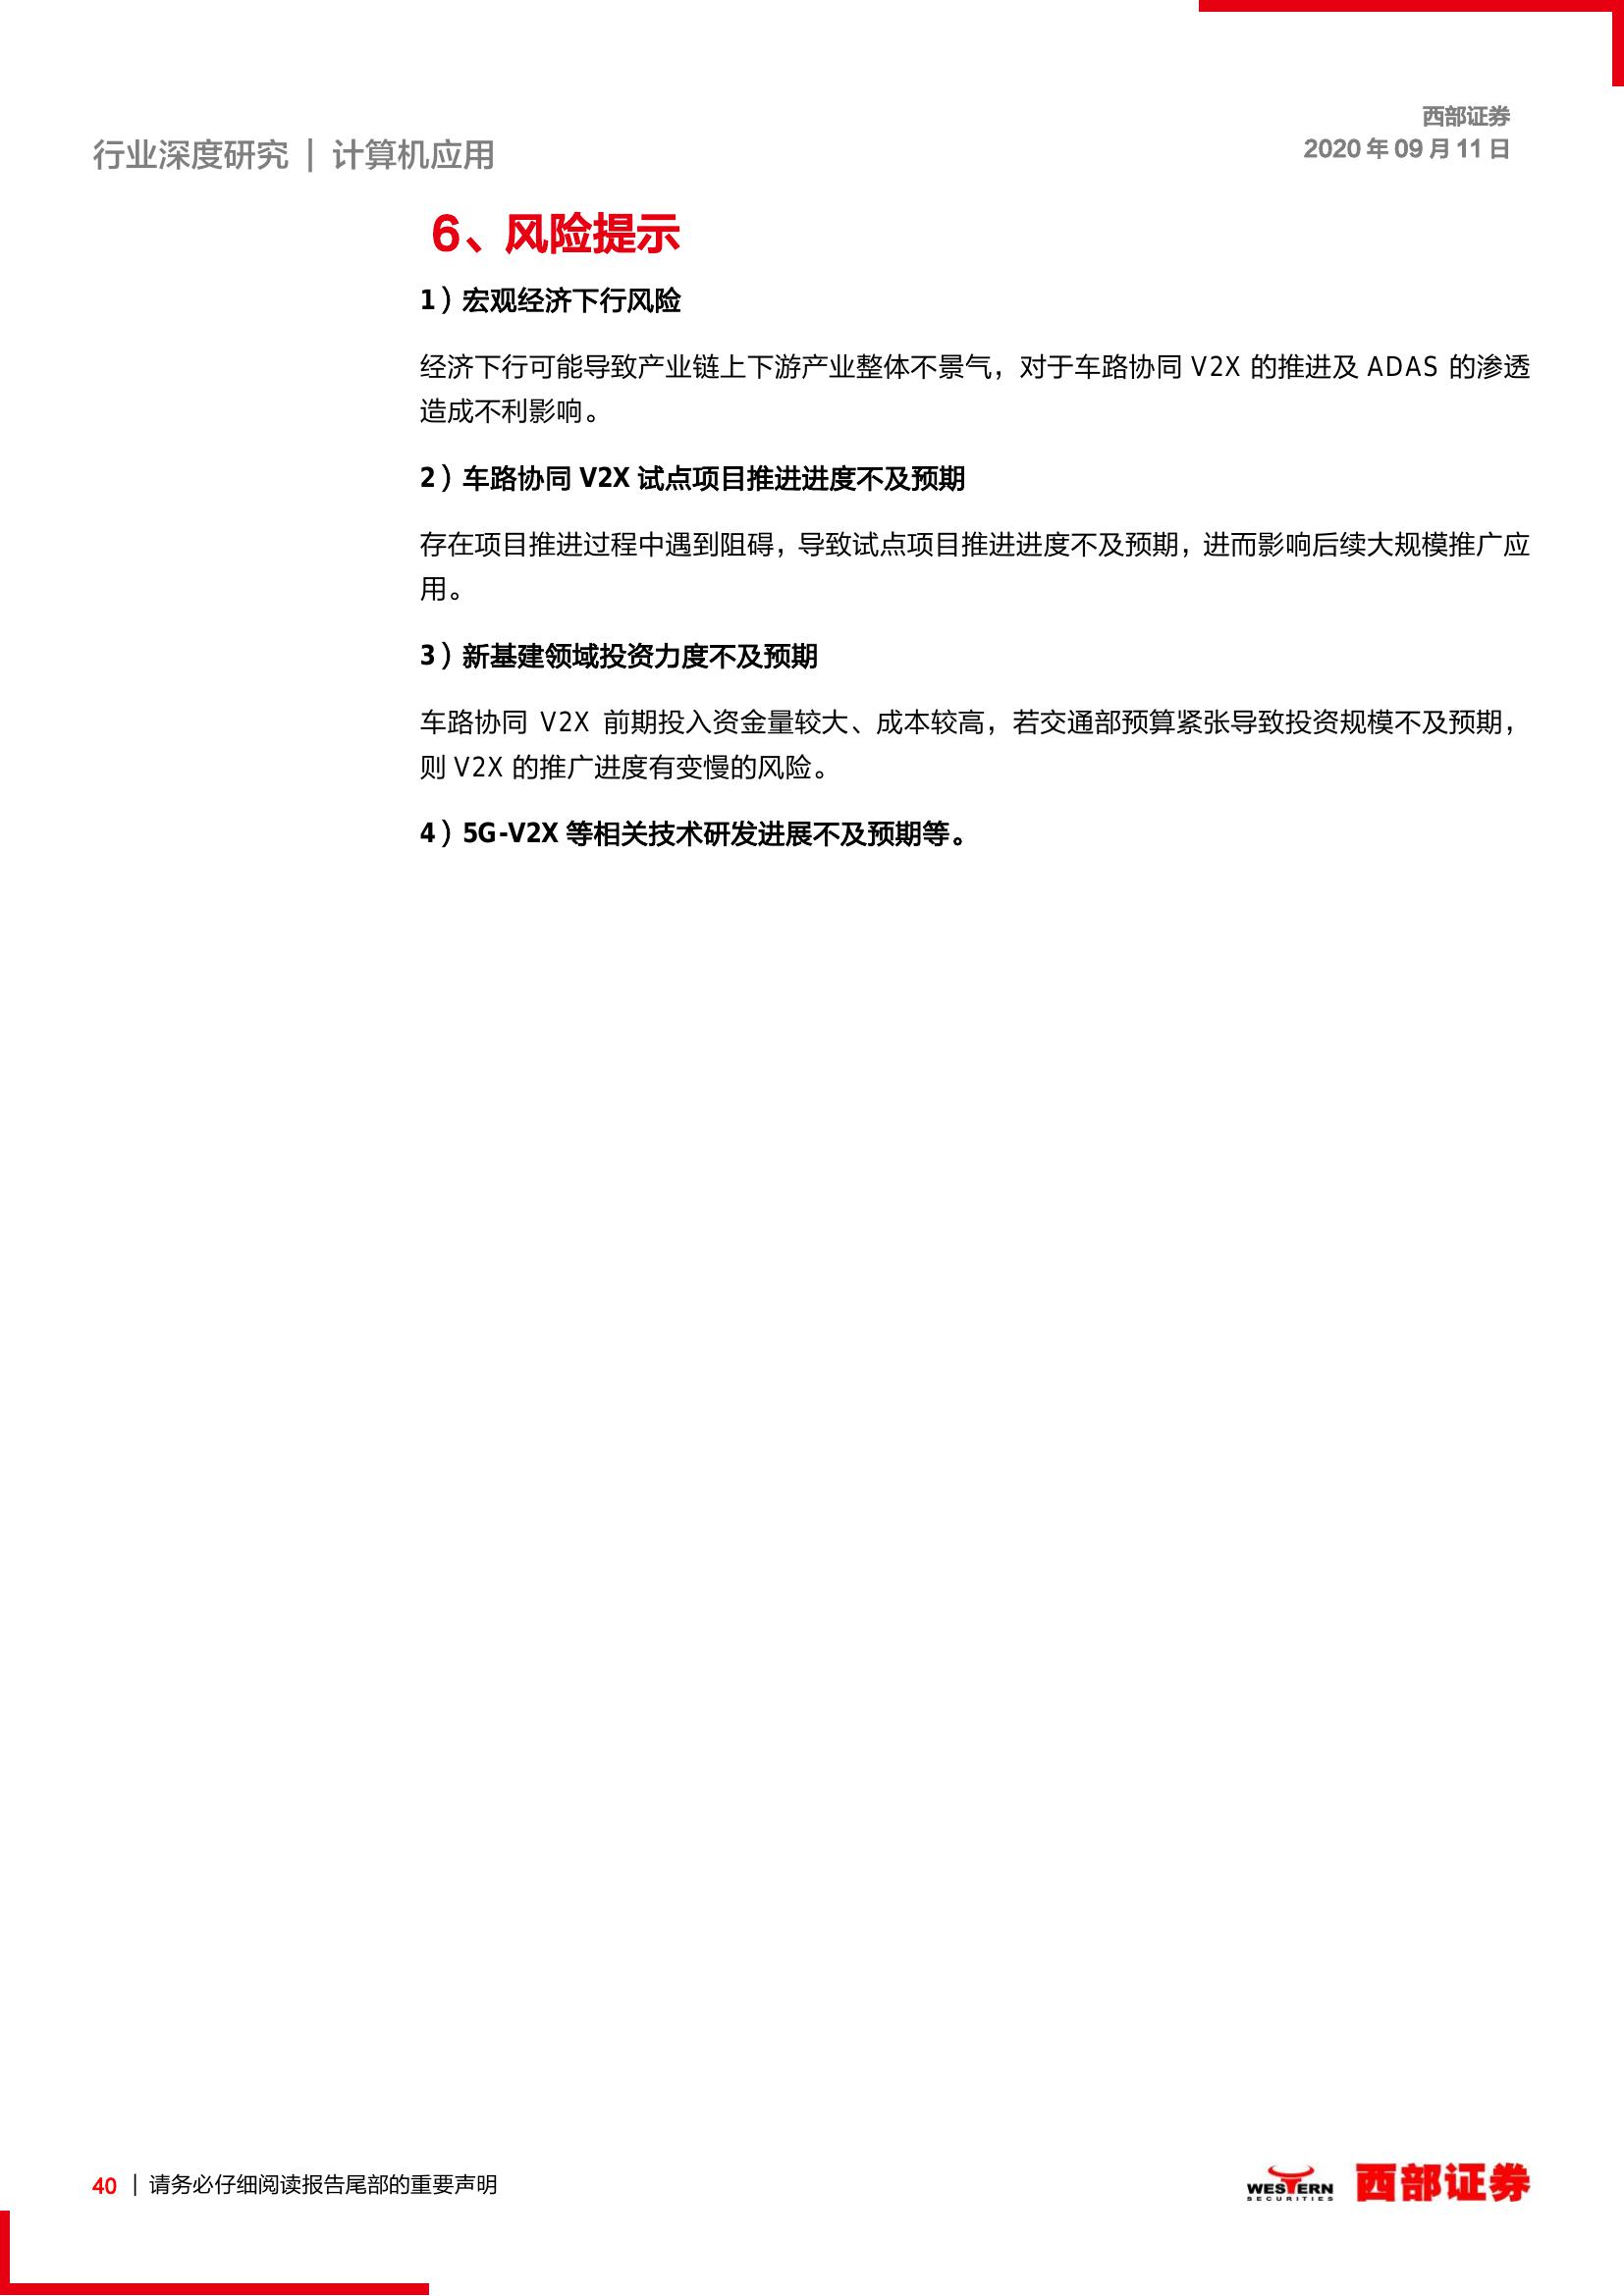 西部证券
行业深度研究 | 计算机应用
2020 年 09 月 11 日
6、风险提示
1）宏观经济下行风险
经济下行可能导致产业链上下游产业整体不景气，对于车路协同 V2X 的推进及 ADAS 的渗透
造成不利影响。
2）车路协同 V2X 试点项目推进进度不及预期
存在项目推进过程中遇到阻碍，导致试点项目推进进度不及预期，进而影响后续大规模推广应
用。
3）新基建领域投资力度不及预期
车路协同 V2X 前期投入资金量较大、成本较高，若交通部预算紧张导致投资规模不及预期，
则 V2X 的推广进度有变慢的风险。
4）5G-V2X 等相关技术研发进展不及预期等。
40 | 请务必仔细阅读报告尾部的重要声明
WESTERN
SECURITIES
西部证券